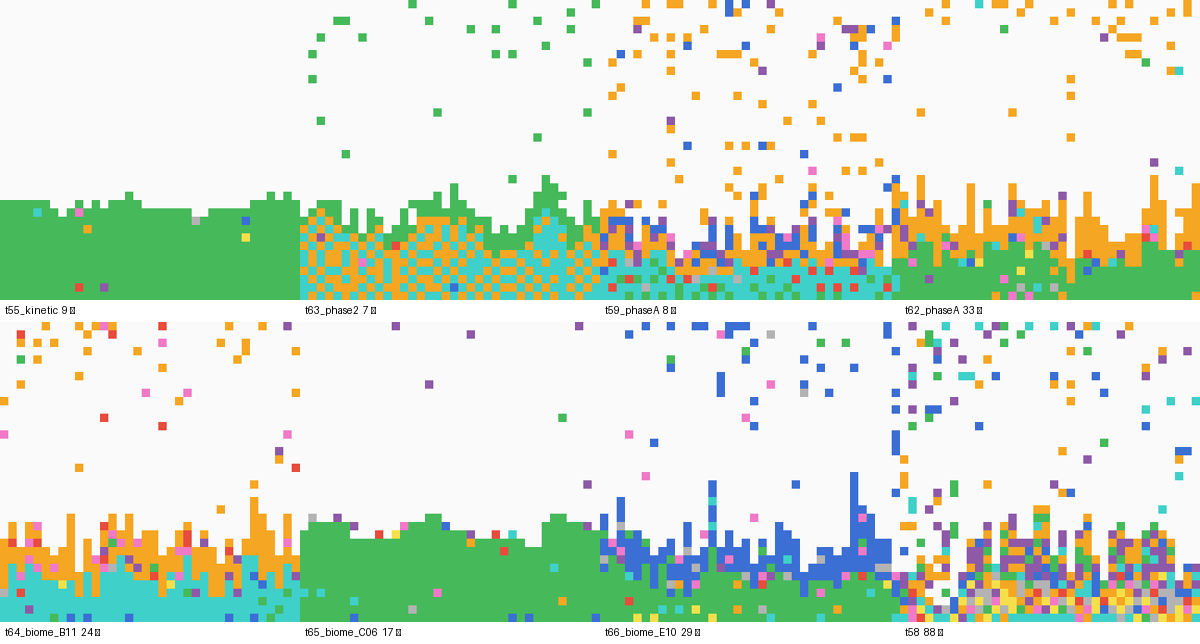 t55_kinetic 9
t63_phase2 7
t59_phaseA 8
t62_phaseA 33
t64_biome_B11 24
t65_biome_C06 17
t66_biome_E10 29
t58 88